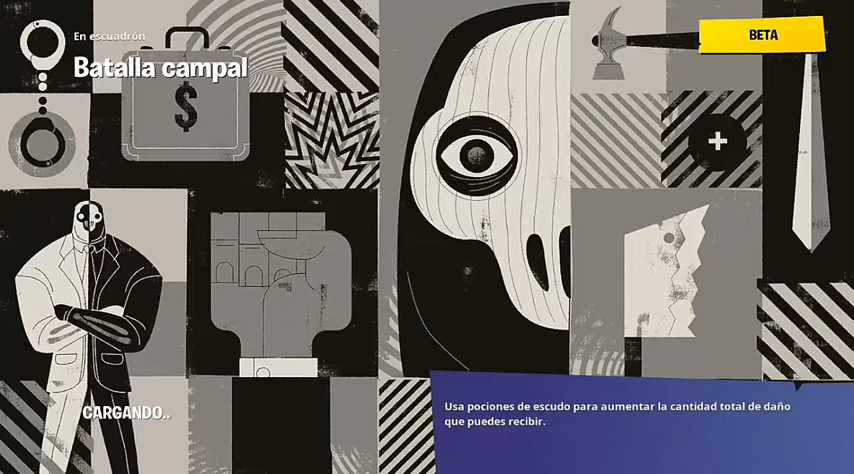 En escuadrón
Batalla campal
BETA
$
CARGANDO..
Usa pociones de escudo para aumentar la cantidad total de daño
que puedes recibir.